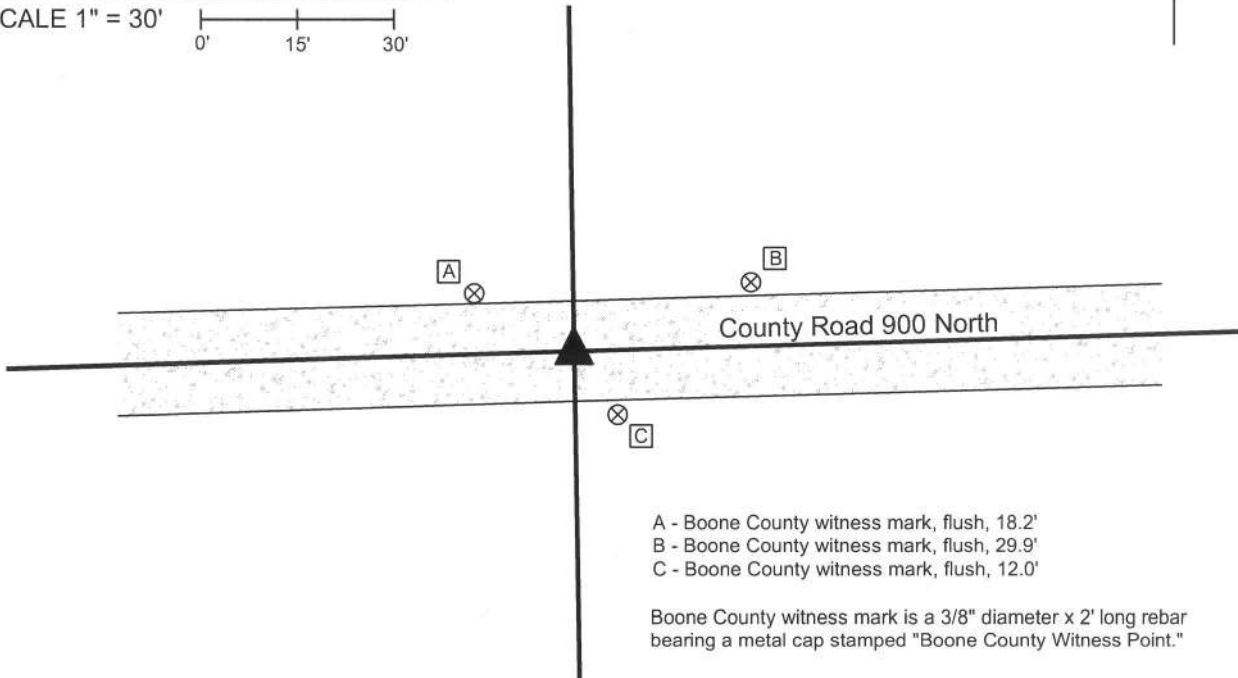 CALE 1" = 30'
0' 15' 30'
A
B
County Road 900 North
C
A - Boone County witness mark, flush, 18.2'
B - Boone County witness mark, flush, 29.9'
C - Boone County witness mark, flush, 12.0'
Boone County witness mark is a 3/8" diameter x 2' long rebar
bearing a metal cap stamped "Boone County Witness Point."